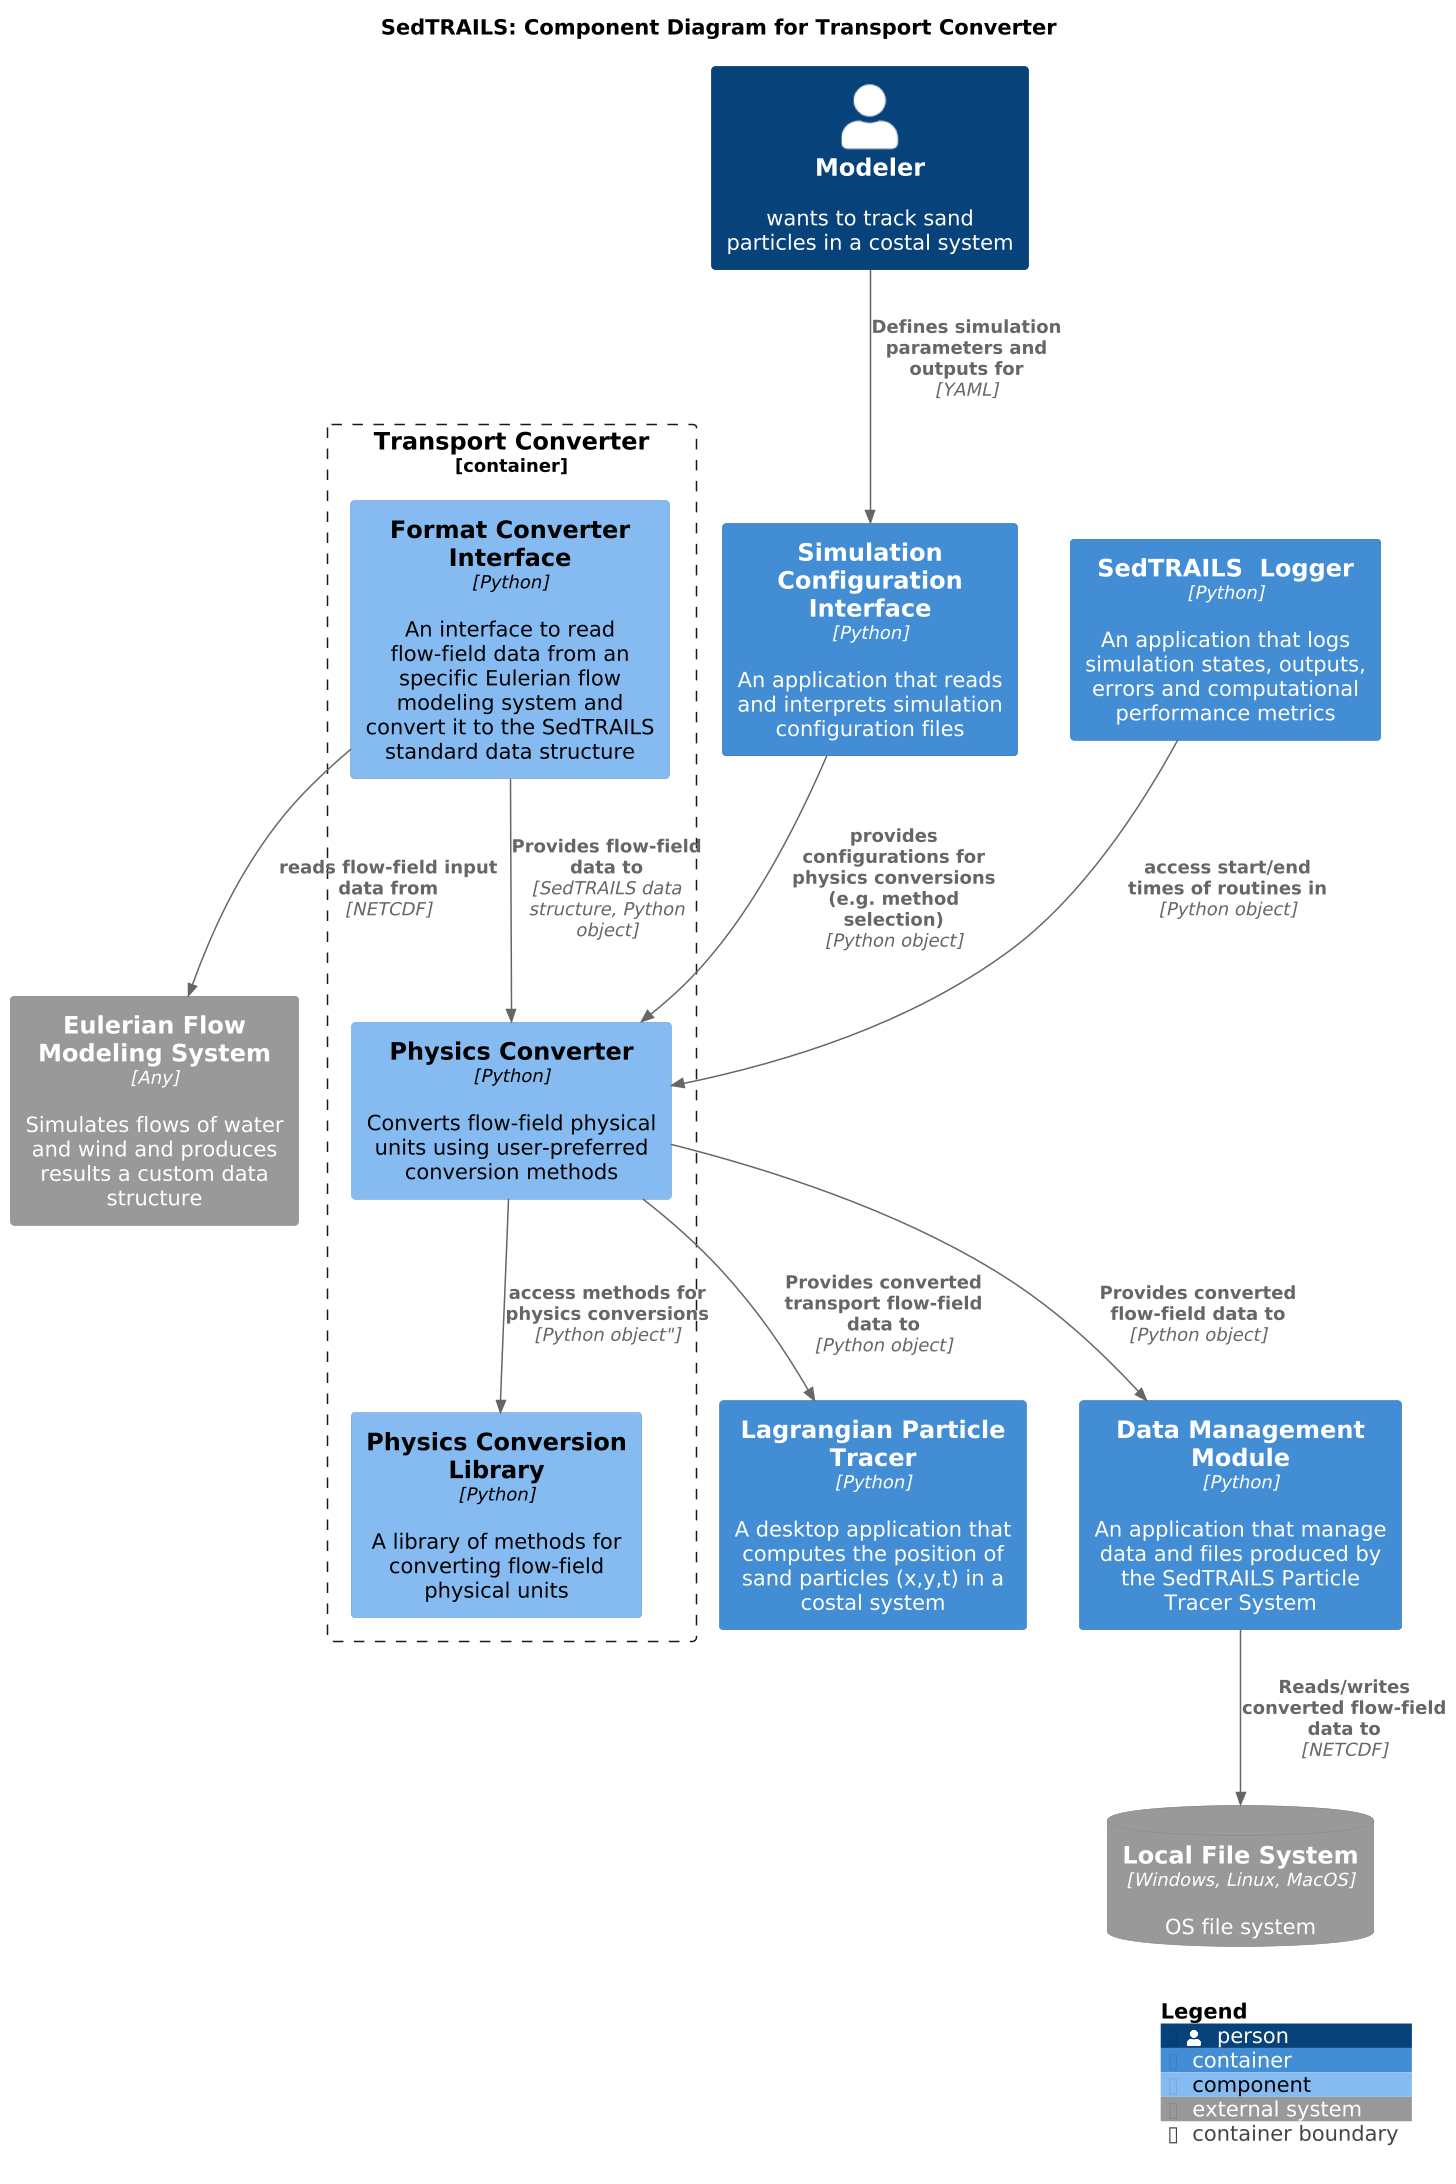 SedTRAILS: Component Diagram for Transport Converter
Modeler
wants to track sand
particles in a costal system
Defines simulation
parameters and
outputs for
[YAML]
Transport Converter
[container]
Format Converter
Interface
[Python]
An interface to read
flow-field data from an
specific Eulerian flow
modeling system and
convert it to the SedTRAILS
standard data structure
Simulation
Configuration
Interface
[Python]
An application that reads
and interprets simulation
configuration files
SedTRAILS  Logger
[Python]
An application that logs
simulation states, outputs,
errors and computational
performance metrics
reads flow-field input
data from
[NETCDF]
Provides flow-field
data to
[SedTRAILS data
structure, Python
object]
provides
configurations for
physics conversions
(e.g. method
selection)
[Python object]
access start/end
times of routines in
[Python object]
Eulerian Flow
Modeling System
[Any]
Simulates flows of water
and wind and produces
results a custom data
structure
Physics Converter
[Python]
Converts flow-field physical
units using user-preferred
conversion methods
access methods for
physics conversions
[Python object"]
Provides converted
transport flow-field
data to
[Python object]
Provides converted
flow-field data to
[Python object]
Physics Conversion
Library
[Python]
A library of methods for
converting flow-field
physical units
Lagrangian Particle
Tracer
[Python]
A desktop application that
computes the position of
sand particles (x,y,t) in a
costal system
Data Management
Module
[Python]
An application that manage
data and files produced by
the SedTRAILS Particle
Tracer System
Reads/writes
converted flow-field
data to
[NETCDF]
Local File System
[Windows, Linux, MacOS]
OS file system
Legend
person
container
component
external system
container boundary